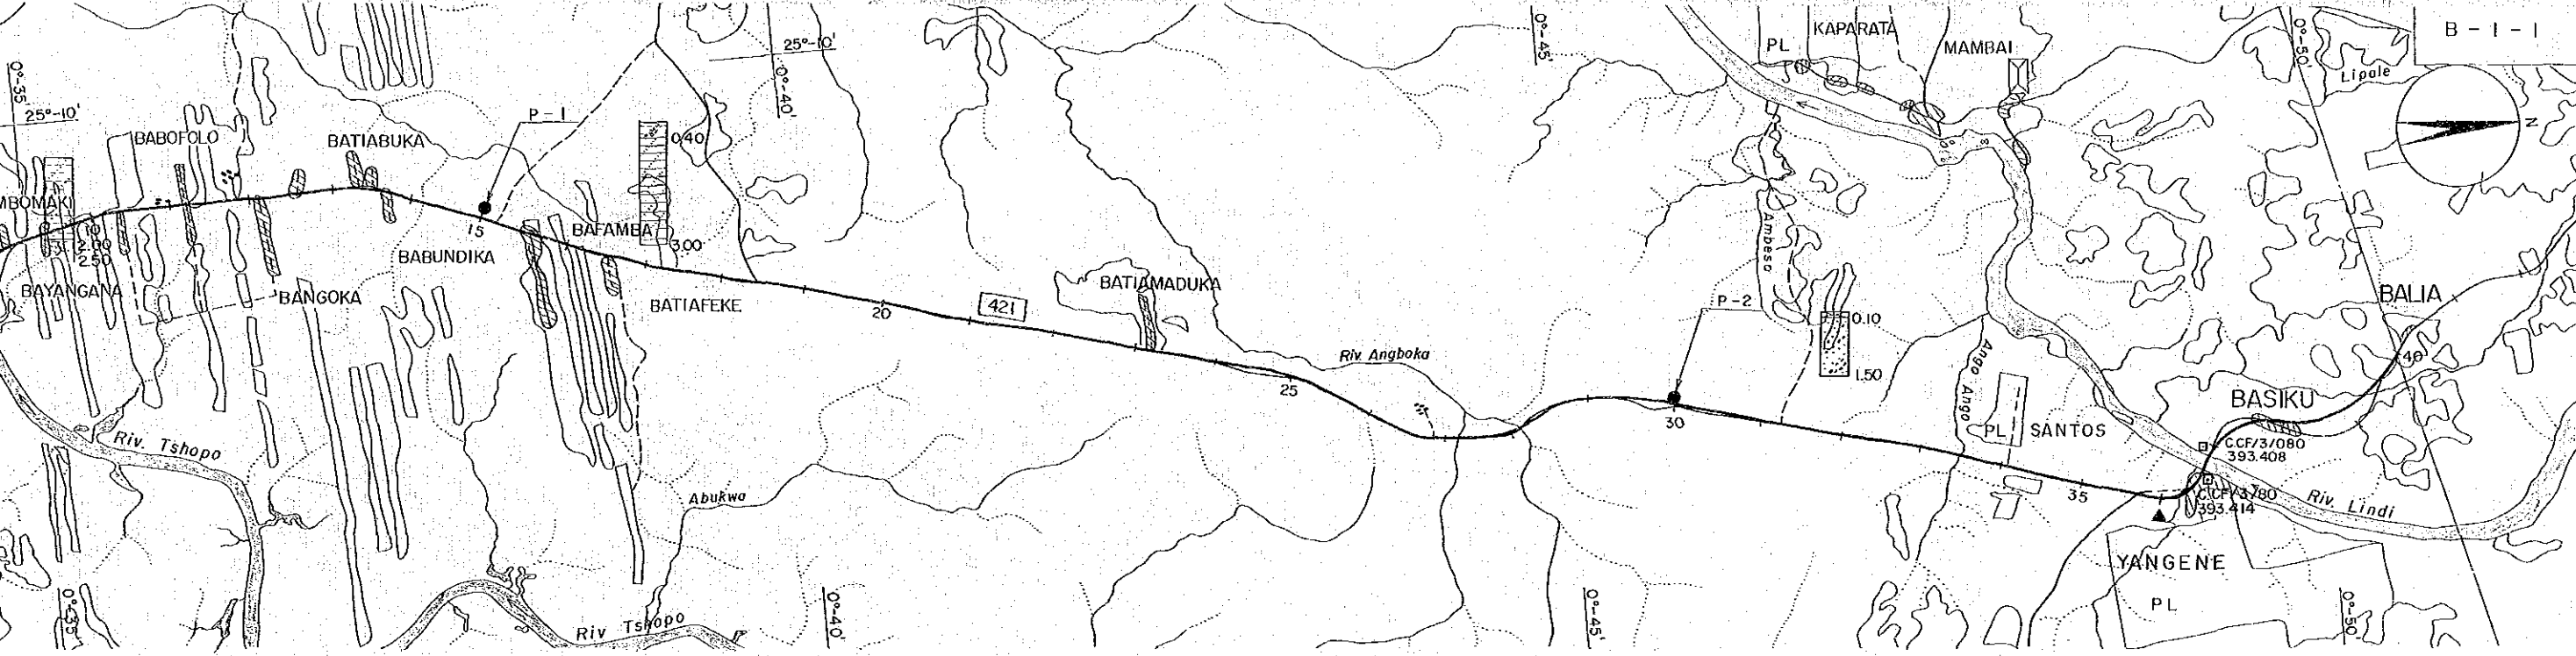 B-1-1
KAPARATA
PL
MAMBAI
0°-35'
0°-45'
0°-50'
Lipale
25°-10'
0°-40'
25°-10'
N
P-1
BABOFOLO
BATIABUKA
0.40
MBOMAKI
15
BAFAMBA
3.00
10
2.00
2.50
BABUNDIKA
Ambesa
BAYANGANA
BANGOKA
BATIAFEKE
20
421
BATIAMADUKA
P-2
BALIA
0.10
Riv. Angboka
40
1.50
25
Ango Ango
BASIKU
30
PL
SANTOS
Riv. Tshopo
C.CF/3/080
393.408
35
Abukwa
C.CF/3/80
393.414
Riv. Lindi
YANGENE
PL
0°-35'
0°-40'
0°-45'
0°-50'
Riv Tshopo